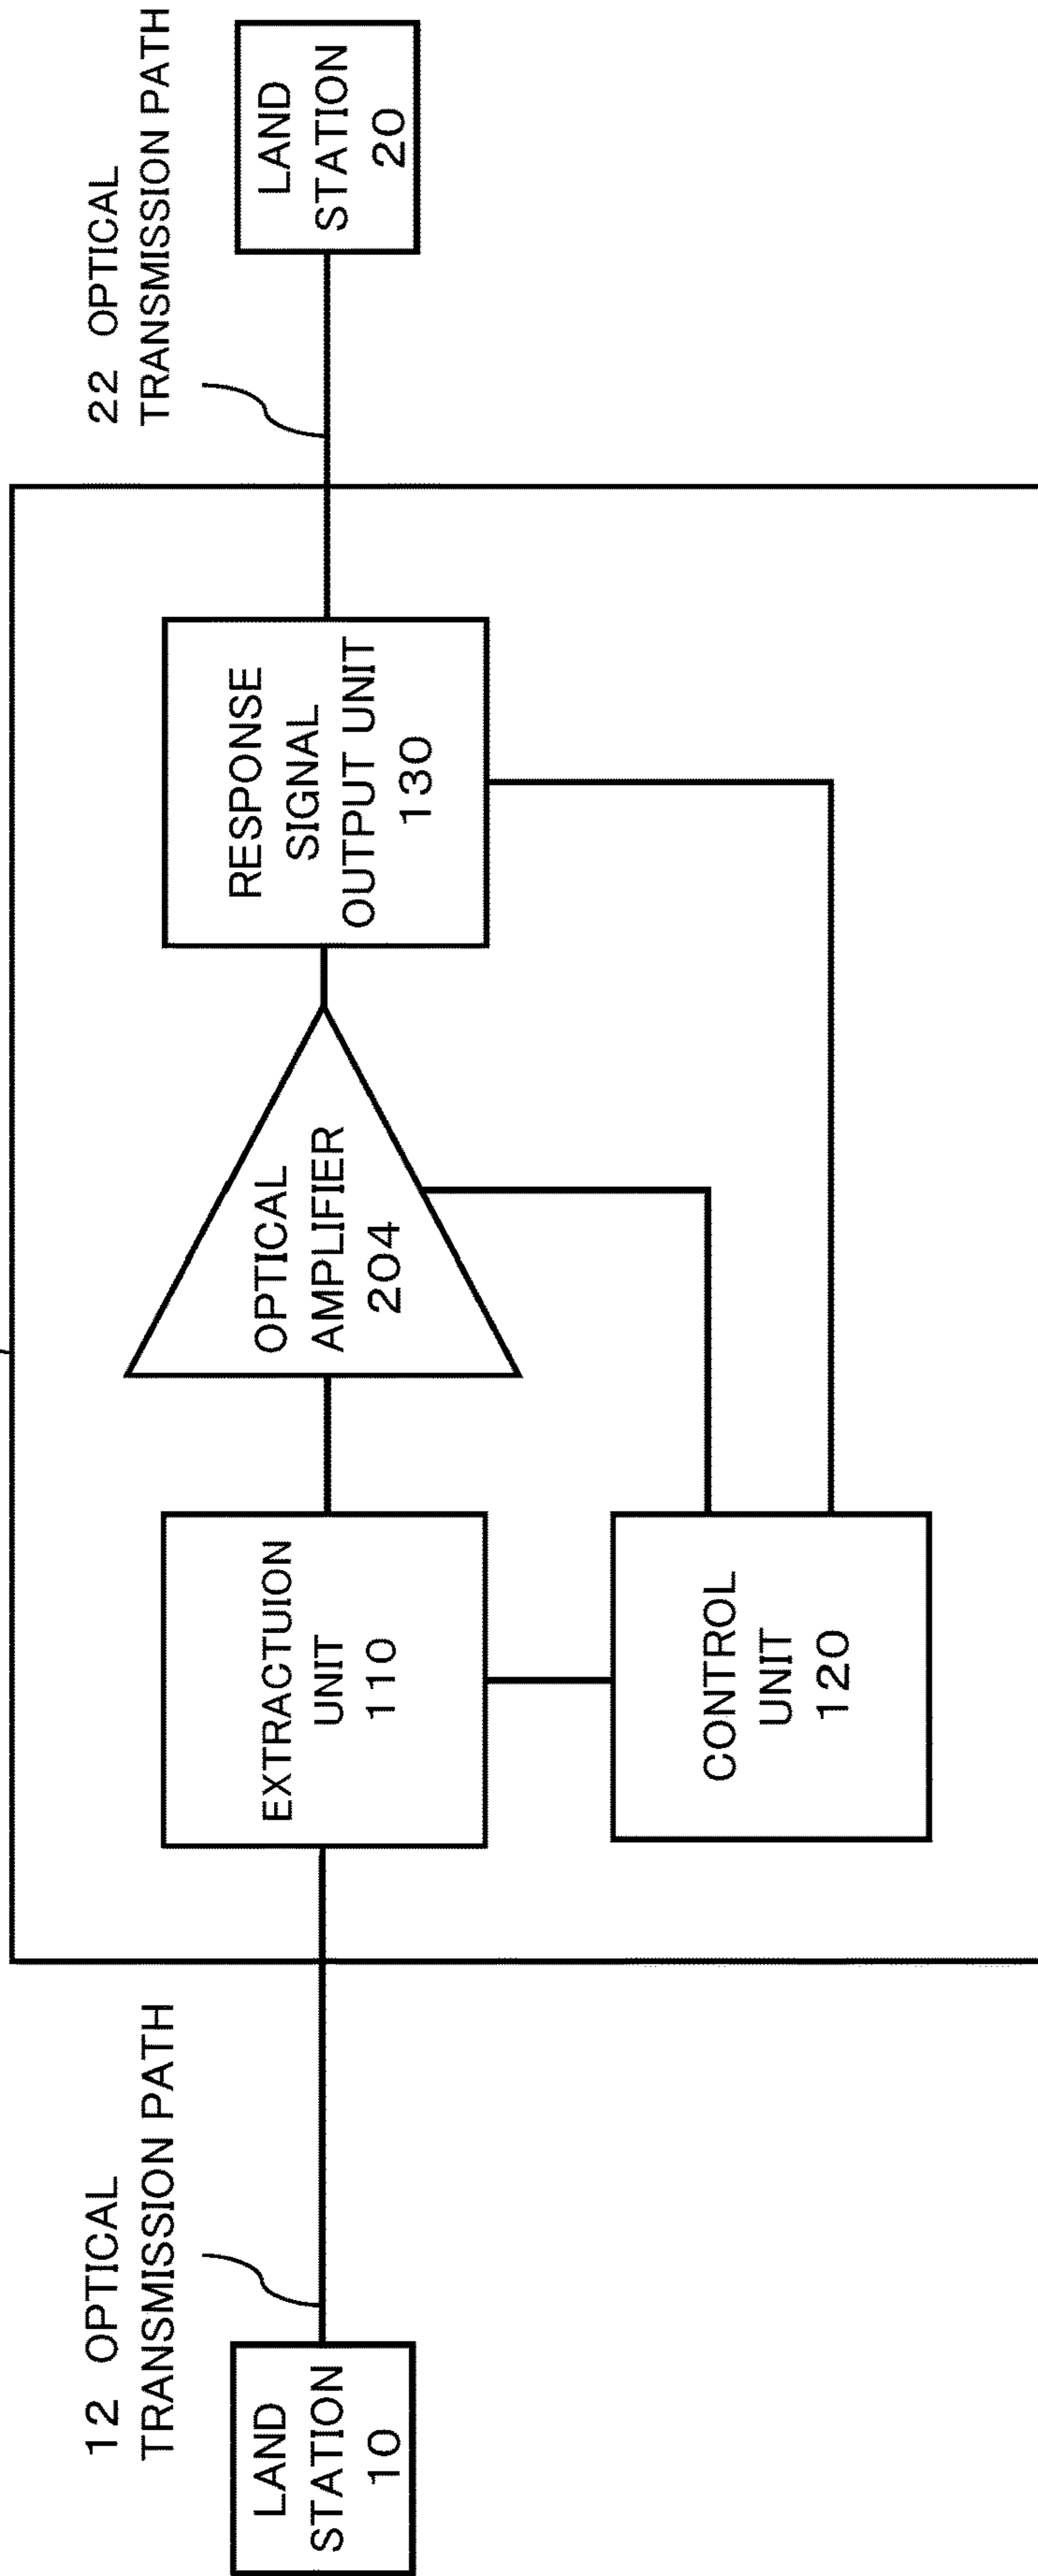 12 OPTICAL
TRANSMISSION PATH
22 OPTICAL
TRANSMISSION PATH
LAND
STATION
10
EXTRACTUION
UNIT
110
OPTICAL
AMPLIFIER
204
RESPONSE
SIGNAL
OUTPUT UNIT
130
LAND
STATION
20
CONTROL
UNIT
120